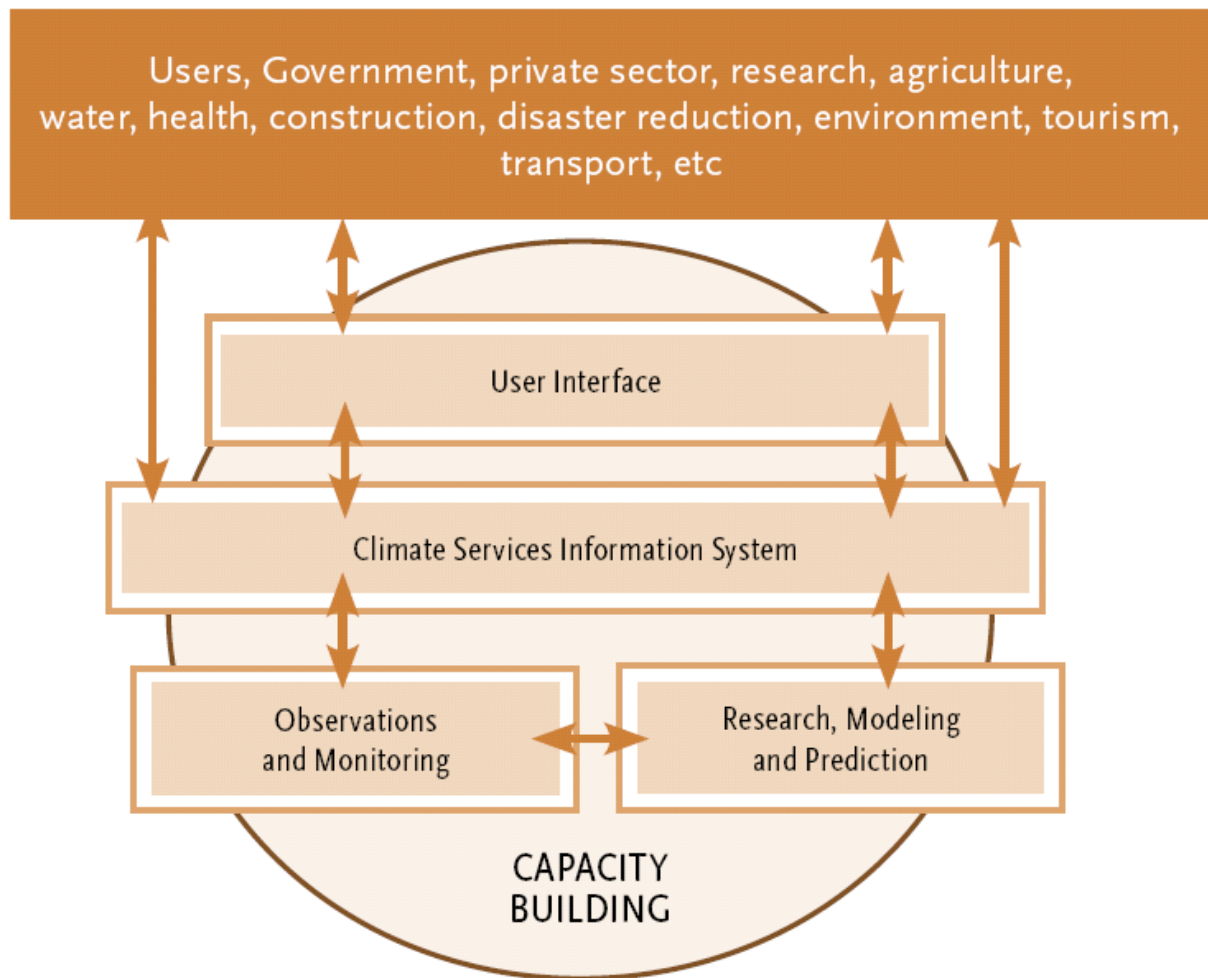 Users, Government, private sector, research, agriculture,
water, health, construction, disaster reduction, environment, tourism,
transport, etc
User Interface
Climate Services Information System
Observations
and Monitoring
Research, Modeling
and Prediction
CAPACITY
BUILDING